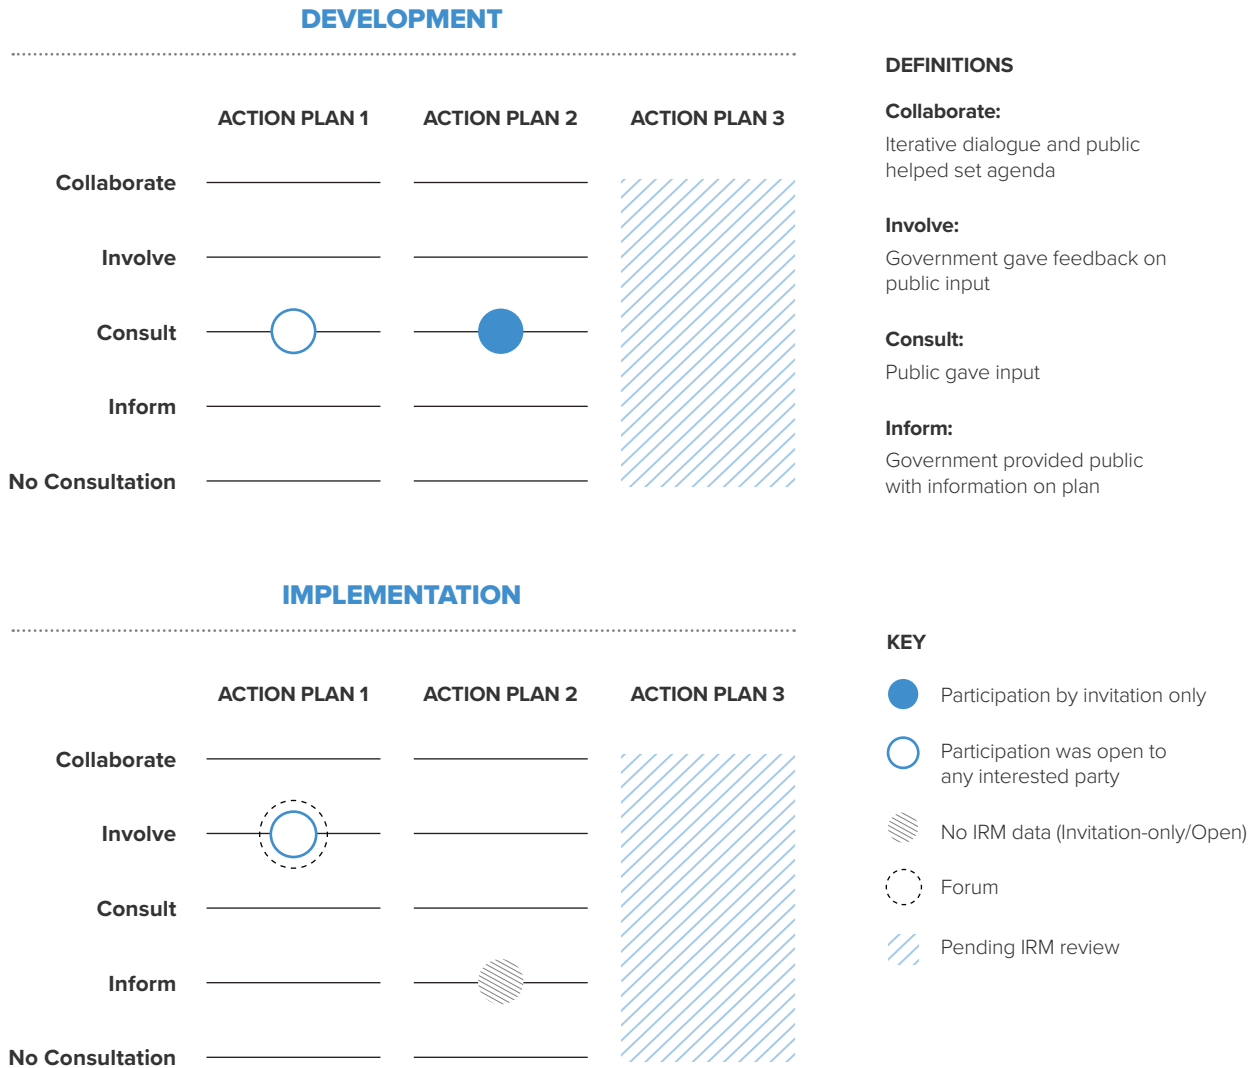 DEVELOPMENT
ACTION PLAN 1
ACTION PLAN 2
ACTION PLAN 3
Collaborate
Involve
Consult
Inform
No Consultation
DEFINITIONS
Collaborate:
Iterative dialogue and public
helped set agenda
Involve:
Government gave feedback on
public input
Consult:
Public gave input
Inform:
Government provided public
with information on plan
IMPLEMENTATION
ACTION PLAN 1
ACTION PLAN 2
ACTION PLAN 3
Collaborate
Involve
Consult
Inform
No Consultation
KEY
Participation by invitation only
Participation was open to
any interested party
No IRM data (Invitation-only/Open)
Forum
Pending IRM review